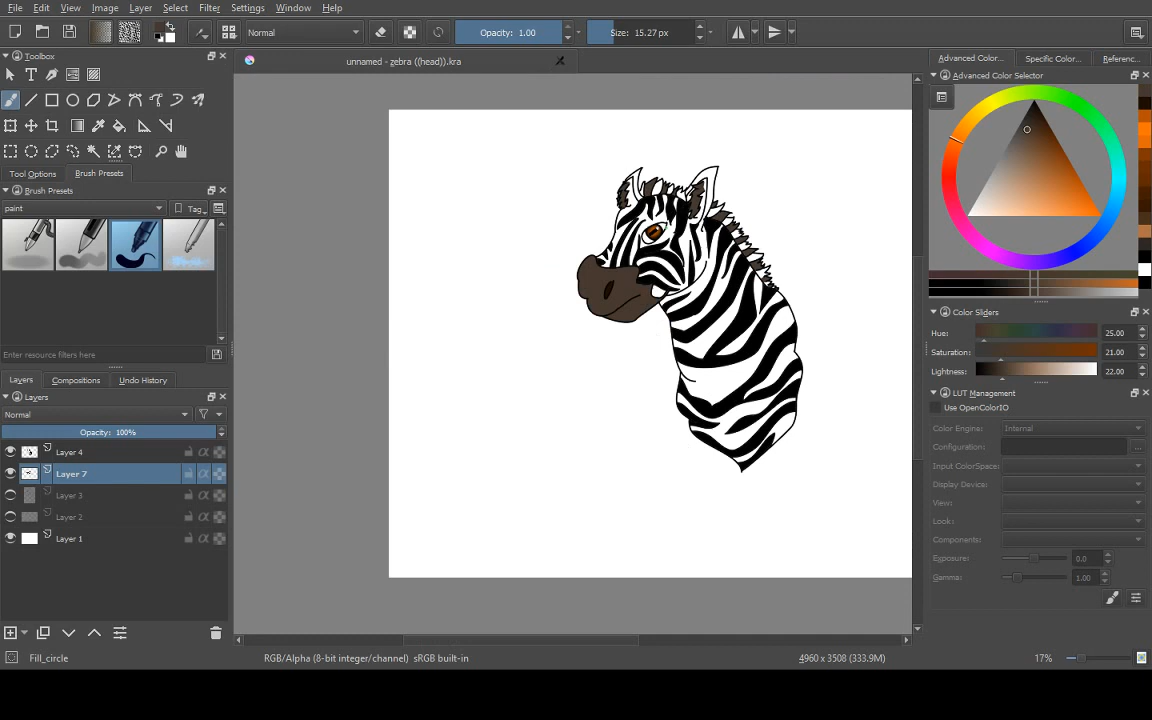 File Edit View Image Layer Select Filter Settings Window Help
Normal Opacity: 1.00 Size: 15.27 px
Toolbox
unnamed - zebra ((head)).kra
Advanced Color... Specific Color... Referenc...
Advanced Color Selector
Tool Options Brush Presets
Brush Presets
paint Tag
Enter resource filters here
Layers Compositions Undo History
Layers
Normal
Opacity: 100%
Layer 4
Layer 7
Layer 3
Layer 2
Layer 1
Color Sliders
Hue: 25.00
Saturation: 21.00
Lightness: 22.00
LUT Management
Use OpenColorIO
Color Engine: Internal
Configuration: ...
Input ColorSpace:
Display Device:
View:
Look:
Components:
Exposure: 0.0
Gamma: 1.00
Fill_circle RGB/Alpha (8-bit integer/channel) sRGB built-in 4960 x 3508 (333.9M) 17%